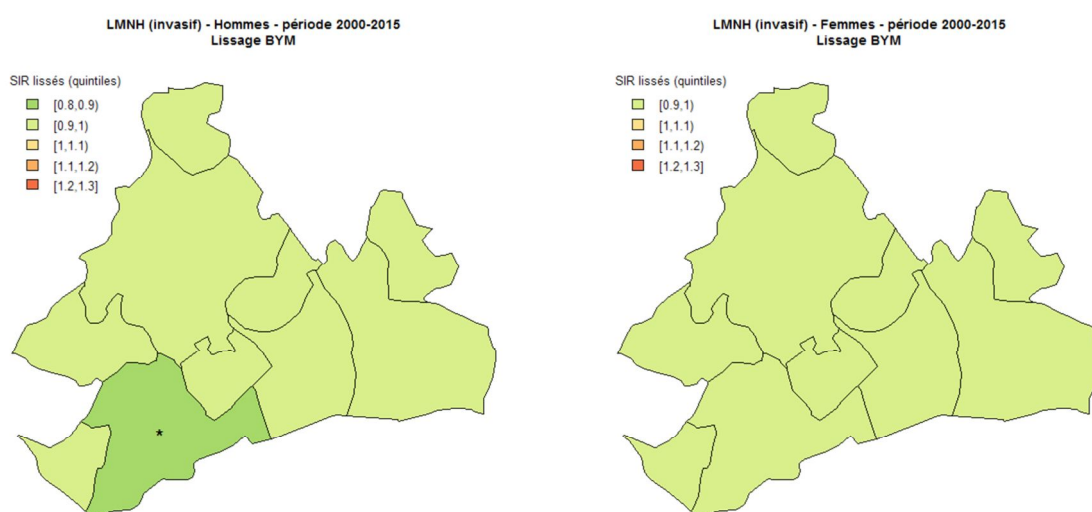 LMNH (invasif) - Hommes - période 2000-2015
Lissage BYM
SIR lissés (quintiles)
[0.8,0.9)
[0.9,1)
[1,1.1)
[1.1,1.2)
[1.2,1.3]
*
LMNH (invasif) - Femmes - période 2000-2015
Lissage BYM
SIR lissés (quintiles)
[0.9,1)
[1,1.1)
[1.1,1.2)
[1.2,1.3]